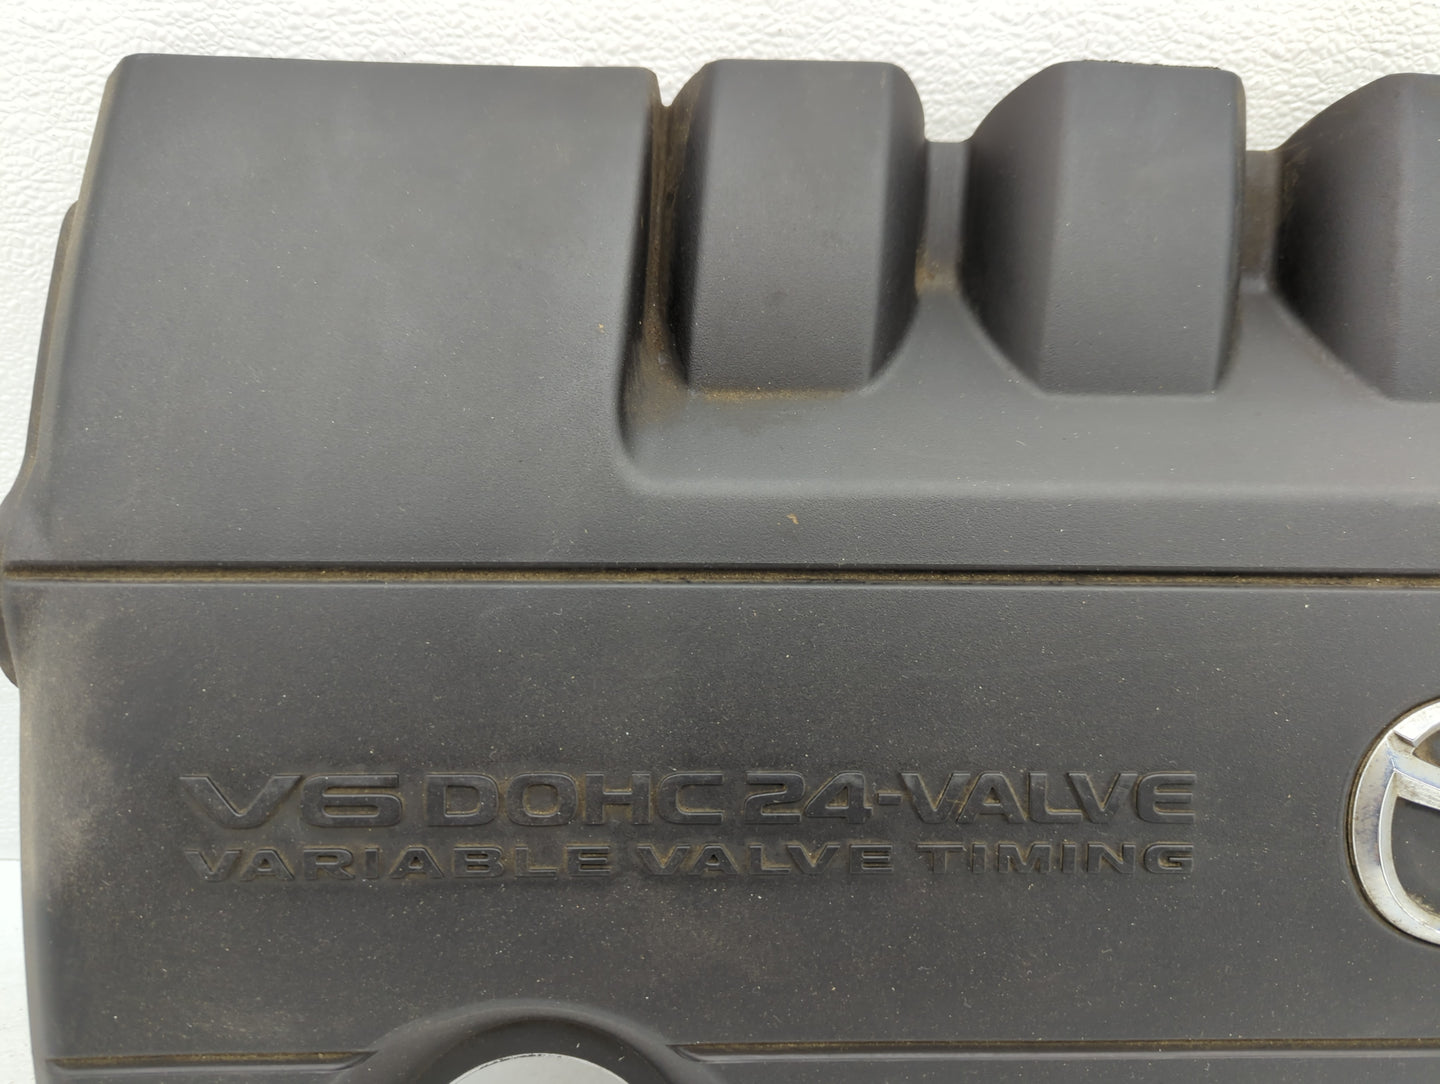 V6 DOHC 24-VALVE
VARIABLE VALVE TIMING